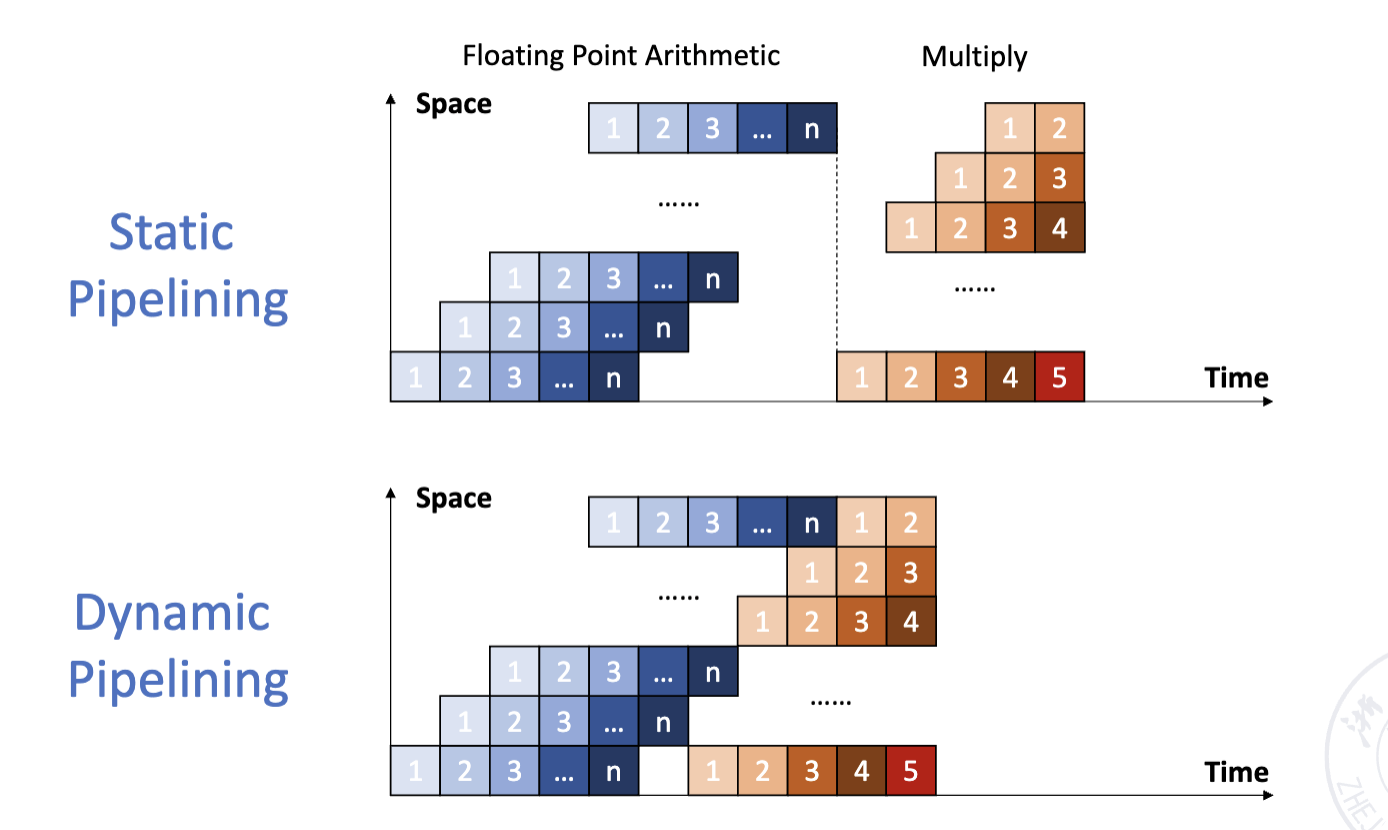 Floating Point Arithmetic Multiply
Space
1 2 3 ... n 1 2
1 2 3
...... 1 2 3 4
Static
Pipelining
1 2 3 ... n ......
1 2 3 ... n
1 2 3 ... n 1 2 3 4 5 Time
Space
1 2 3 ... n 1 2
1 2 3
...... 1 2 3 4
Dynamic
Pipelining
1 2 3 ... n ......
1 2 3 ... n
1 2 3 ... n 1 2 3 4 5 Time